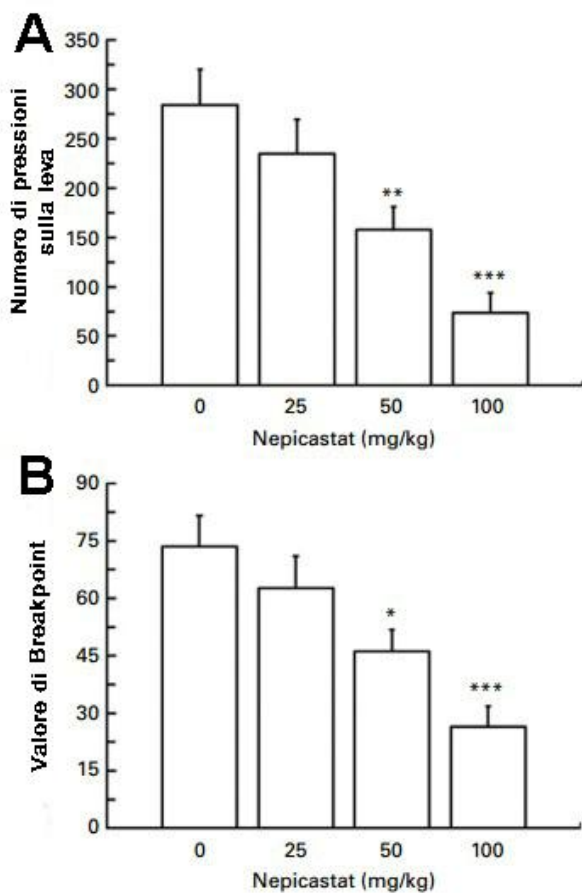 A
Numero di pressioni
sulla leva
350
300
250
200
150
100
50
0
**
***
0 25 50 100
Nepicastat (mg/kg)
B
Valore di Breakpoint
90
75
60
45
30
15
0
*
***
0 25 50 100
Nepicastat (mg/kg)